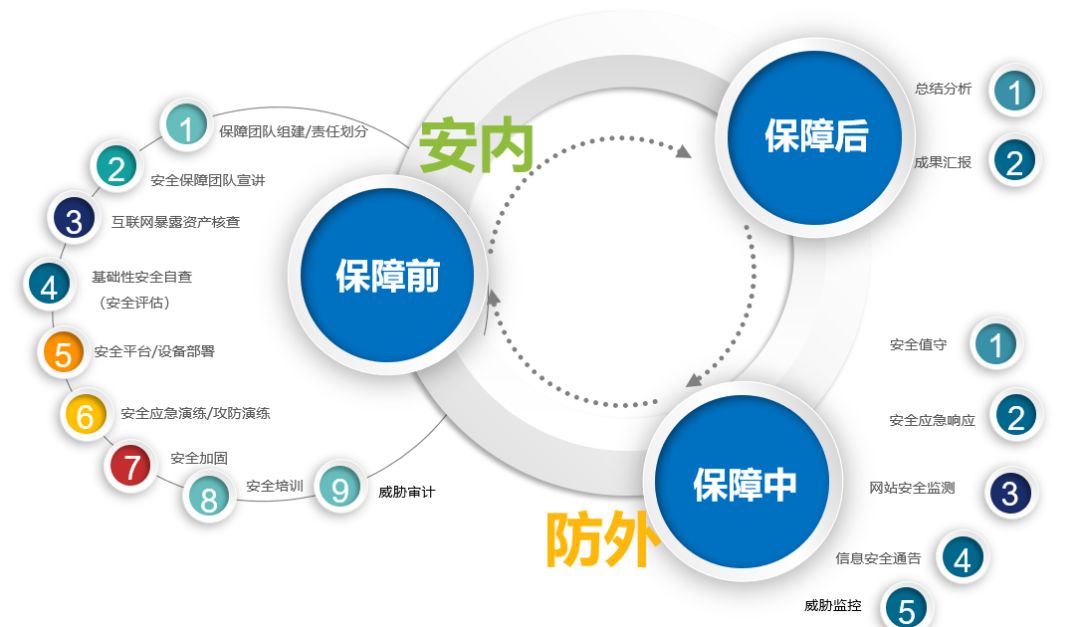 安内
保障前
1
保障团队组建/责任划分
2
安全保障团队宣讲
3
互联网暴露资产核查
4
基础性安全自查
（安全评估）
5
安全平台/设备部署
6
安全应急演练/攻防演练
7
安全加固
8
安全培训
9
威胁审计
保障后
总结分析
1
成果汇报
2
防外
保障中
安全值守
1
安全应急响应
2
网站安全监测
3
信息安全通告
4
威胁监控
5